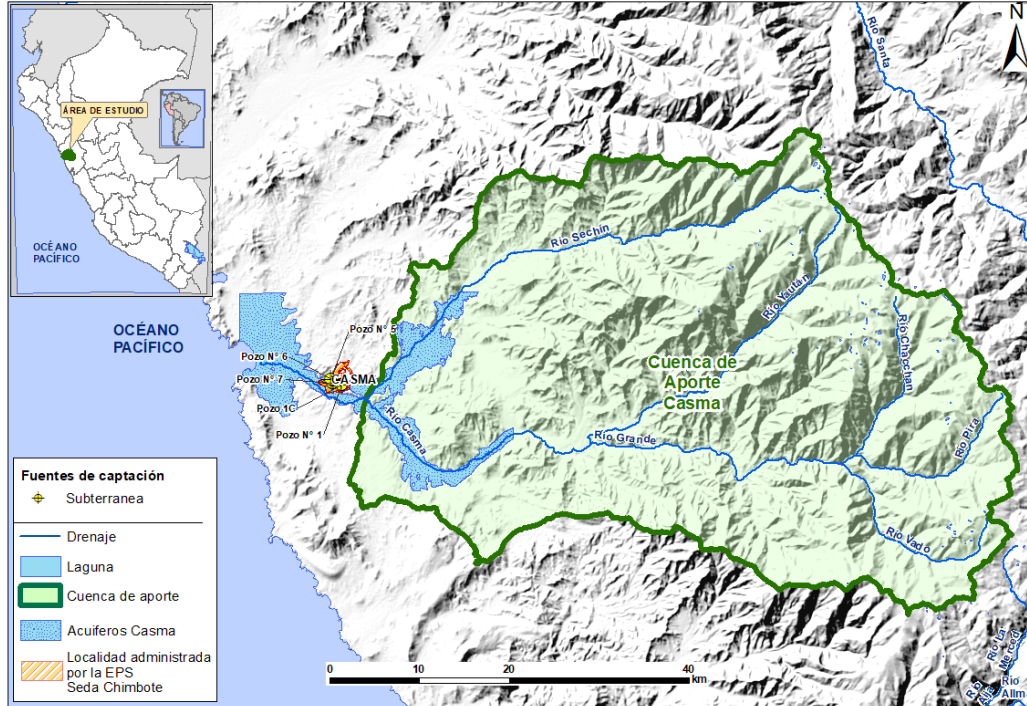 ÁREA DE ESTUDIO
OCÉANO
PACÍFICO
N
Río Santa
OCÉANO
PACÍFICO
Río Sechín
Río Yaután
Río Chacchan
Pozo N° 5
Pozo N° 6
Pozo N° 7
CASMA
Pozo 1C
Pozo N° 1
Río Casma
Cuenca de
Aporte
Casma
Río Grande
Río Pira
Río Vado
Fuentes de captación
Subterranea
Drenaje
Laguna
Cuenca de aporte
Acuiferos Casma
Localidad administrada
por la EPS
Seda Chimbote
0 10 20 40
km
Río La
Merced
Río
Allm